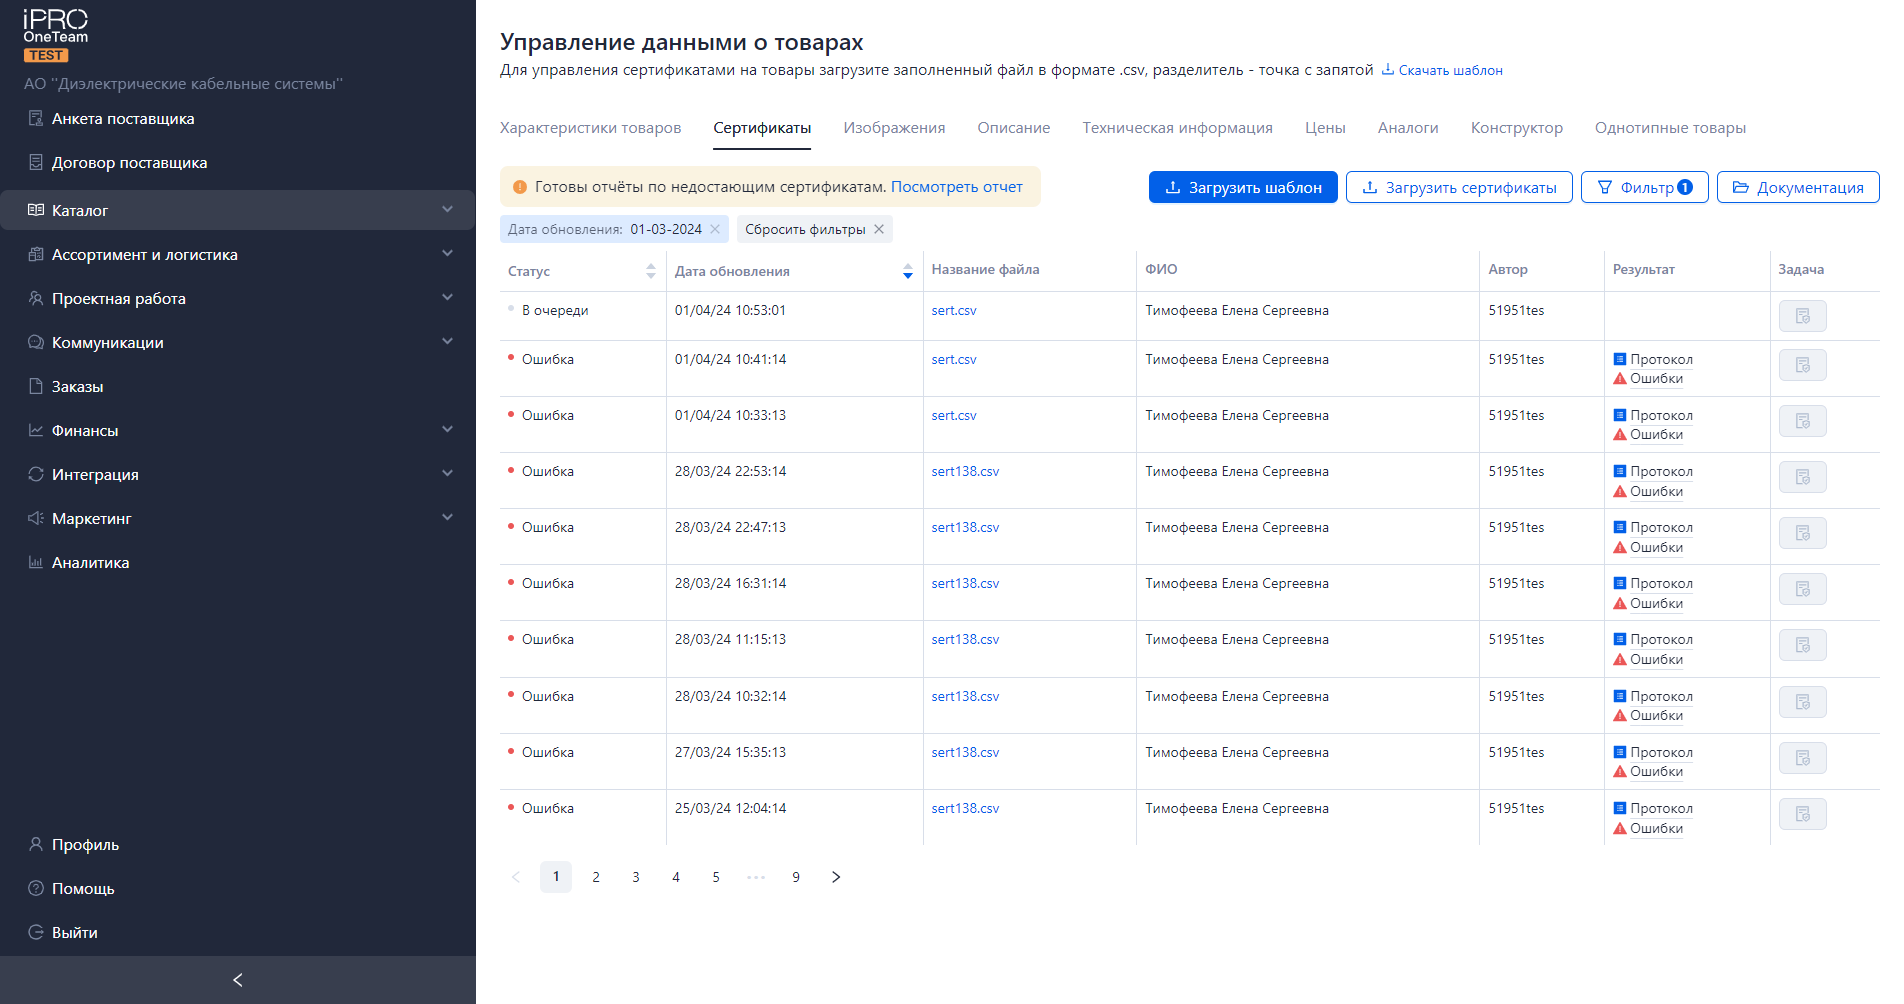 iPRO
OneTeam
TEST
АО "Диэлектрические кабельные системы"
Анкета поставщика
Договор поставщика
Каталог
Ассортимент и логистика
Проектная работа
Коммуникации
Заказы
Финансы
Интеграция
Маркетинг
Аналитика
Профиль
Помощь
Выйти
Управление данными о товарах
Для управления сертификатами на товары загрузите заполненный файл в формате .csv, разделитель - точка с запятой Скачать шаблон
Характеристики товаров Сертификаты Изображения Описание Техническая информация Цены Аналоги Конструктор Однотипные товары
Готовы отчёты по недостающим сертификатам. Посмотреть отчет
Загрузить шаблон Загрузить сертификаты Фильтр 1 Документация
Дата обновления: 01-03-2024 Сбросить фильтры
Статус Дата обновления Название файла ФИО Автор Результат Задача
В очереди 01/04/24 10:53:01 sert.csv Тимофеева Елена Сергеевна 51951tes
Ошибка 01/04/24 10:41:14 sert.csv Тимофеева Елена Сергеевна 51951tes Протокол
Ошибки
Ошибка 01/04/24 10:33:13 sert.csv Тимофеева Елена Сергеевна 51951tes Протокол
Ошибки
Ошибка 28/03/24 22:53:14 sert138.csv Тимофеева Елена Сергеевна 51951tes Протокол
Ошибки
Ошибка 28/03/24 22:47:13 sert138.csv Тимофеева Елена Сергеевна 51951tes Протокол
Ошибки
Ошибка 28/03/24 16:31:14 sert138.csv Тимофеева Елена Сергеевна 51951tes Протокол
Ошибки
Ошибка 28/03/24 11:15:13 sert138.csv Тимофеева Елена Сергеевна 51951tes Протокол
Ошибки
Ошибка 28/03/24 10:32:14 sert138.csv Тимофеева Елена Сергеевна 51951tes Протокол
Ошибки
Ошибка 27/03/24 15:35:13 sert138.csv Тимофеева Елена Сергеевна 51951tes Протокол
Ошибки
Ошибка 25/03/24 12:04:14 sert138.csv Тимофеева Елена Сергеевна 51951tes Протокол
Ошибки
1 2 3 4 5 ••• 9